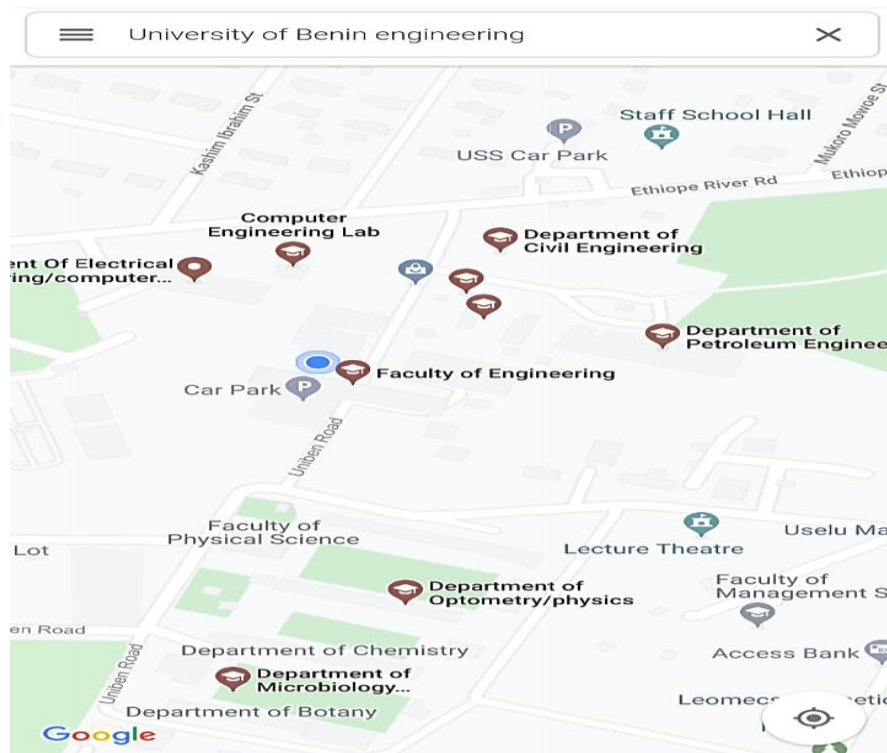 University of Benin engineering
Staff School Hall
USS Car Park
Kashim Ibrahim St
Mukoro Mowoe St
Ethiope River Rd
Ethiop
Computer
Engineering Lab
Department of
Civil Engineering
ent Of Electrical
ring/computer...
Department of
Petroleum Enginee
Faculty of Engineering
Car Park
Uniben Road
Faculty of
Physical Science
Lot
Lecture Theatre
Uselu Ma
Department of
Optometry/physics
Faculty of
Management S
en Road
Uniben Road
Department of Chemistry
Access Bank
Department of
Microbiology...
Leomecs
etic
Department of Botany
Google